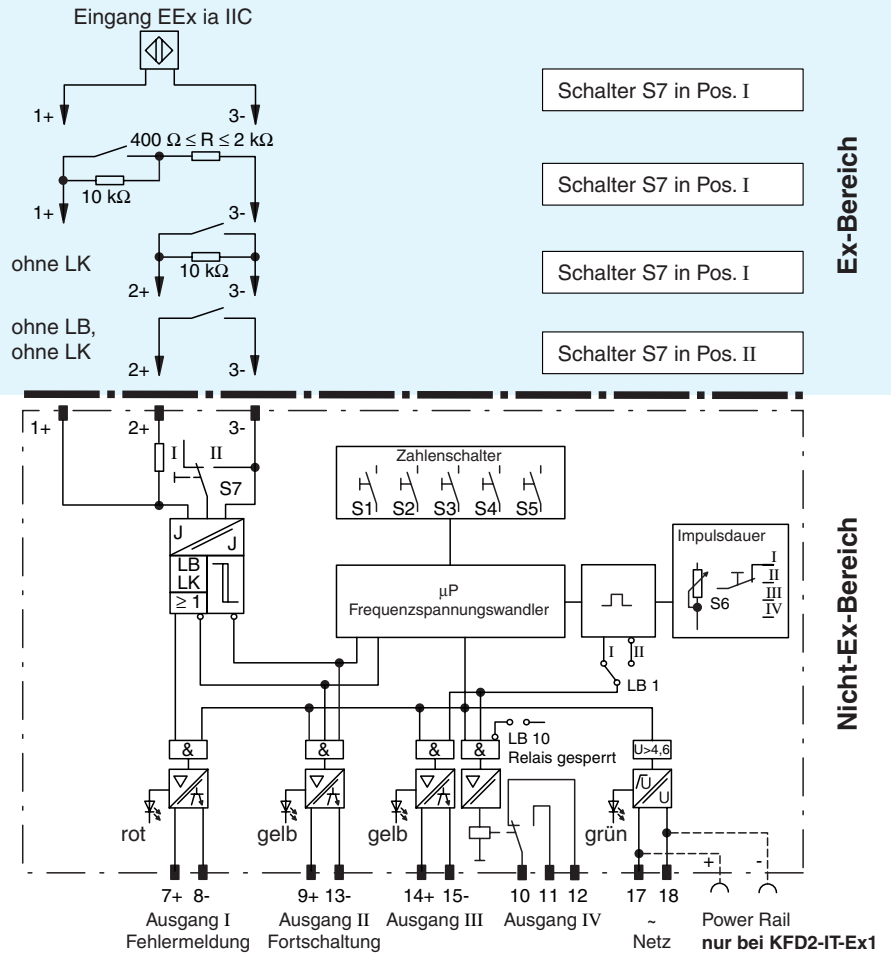 Eingang EEx ia IIC
1+ 3-
Schalter S7 in Pos. I
400 Ω ≤ R ≤ 2 kΩ
10 kΩ
1+ 3-
Schalter S7 in Pos. I
ohne LK
10 kΩ
2+ 3-
Schalter S7 in Pos. I
ohne LB,
ohne LK
2+ 3-
Schalter S7 in Pos. II
Ex-Bereich
1+ 2+ 3-
I II
S7
Zahlenschalter
S1 S2 S3 S4 S5
J
J
LB
LK
≥ 1
µP
Frequenzspannungswandler
Impulsdauer
I
II
III
IV
S6
I II
LB 1
LB 10
Relais gesperrt
& & & & U>4,6
Ū
U
rot gelb gelb grün
+ -
7+ 8- 9+ 13- 14+ 15- 10 11 12 17 18
Ausgang I Ausgang II Ausgang III Ausgang IV ~ Power Rail
Fehlermeldung Fortschaltung Netz nur bei KFD2-IT-Ex1
Nicht-Ex-Bereich